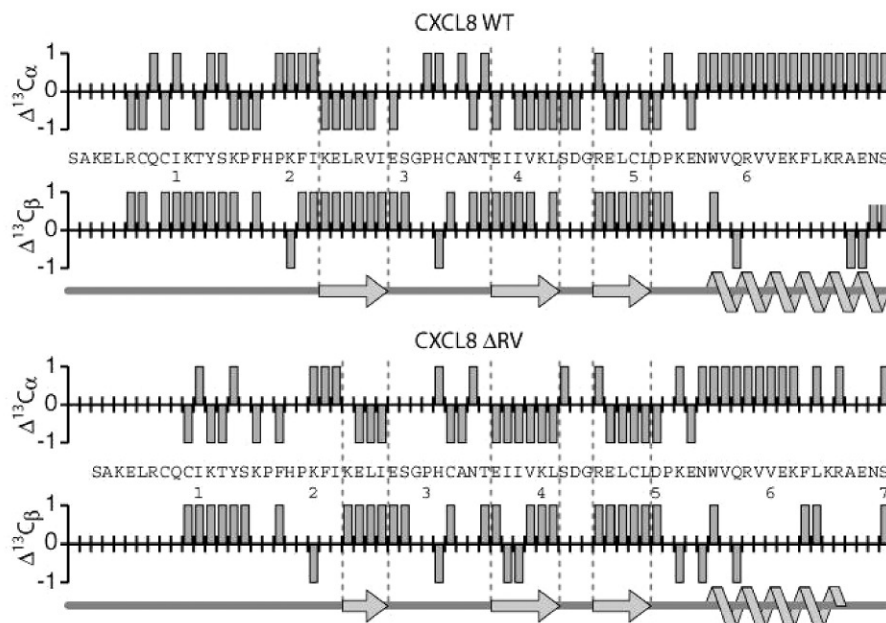 CXCL8 WT
Δ¹³Cα
1
0
-1
SAKELRCQCIKTYSKPFHPKFIKELRVIESGPHCANTEIIVKLSDGRELCLDPKENWVQRVVEKFLKRAENS
1 2 3 4 5 6
Δ¹³Cβ
1
0
-1
CXCL8 ΔRV
Δ¹³Cα
1
0
-1
SAKELRCQCIKTYSKPFHPKFIKELIESGPHCANTEIIVKLSDGRELCLDPKENWVQRVVEKFLKRAENS
1 2 3 4 5 6 7
Δ¹³Cβ
1
0
-1